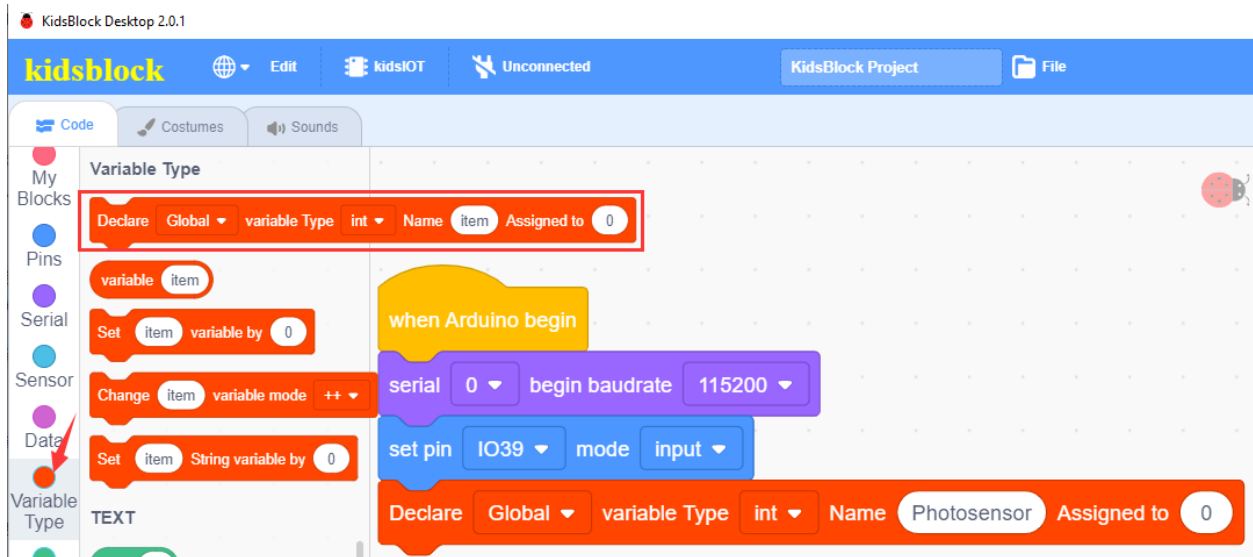 KidsBlock Desktop 2.0.1
kidsblock
Edit
kidsIOT
Unconnected
KidsBlock Project
File
Code
Costumes
Sounds
My
Blocks
Pins
Serial
Sensor
Data
Variable
Type
Variable Type
Declare Global variable Type int Name item Assigned to 0
variable item
Set item variable by 0
Change item variable mode ++
Set item String variable by 0
TEXT
when Arduino begin
serial 0 begin baudrate 115200
set pin IO39 mode input
Declare Global variable Type int Name Photosensor Assigned to 0